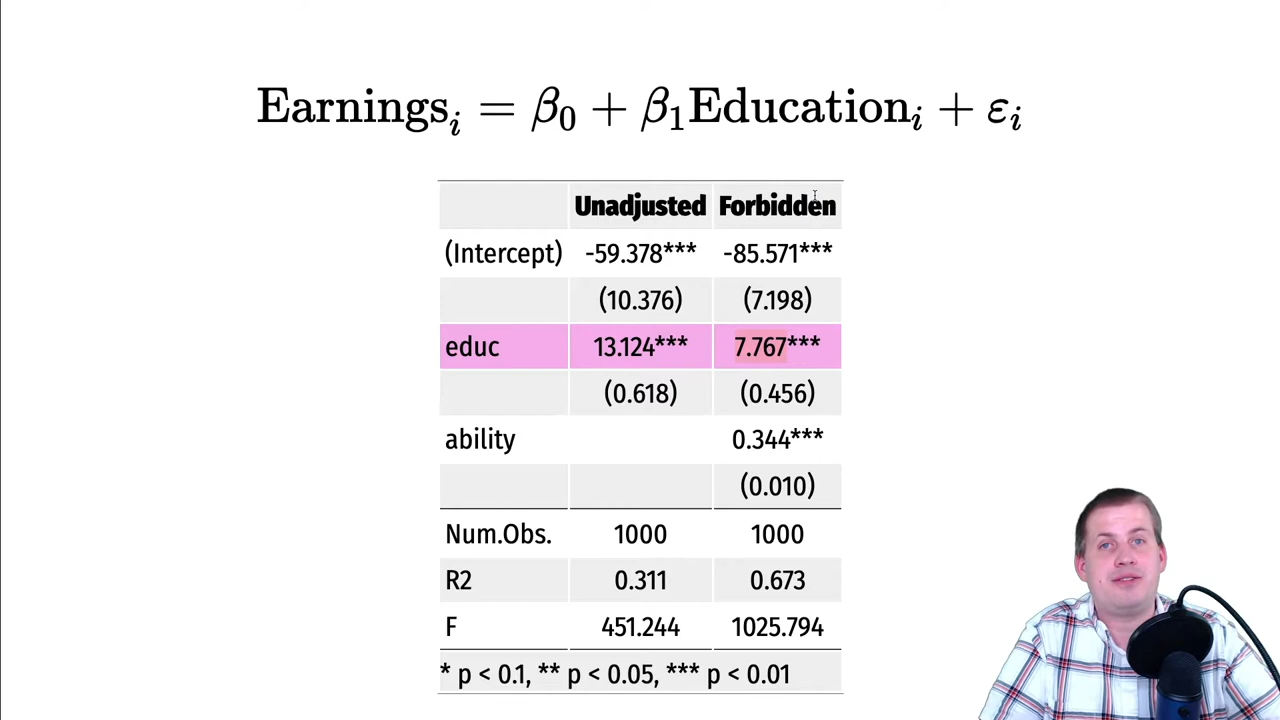 Earnings_i = β_0 + β_1Education_i + ε_i
Unadjusted Forbidden
(Intercept) -59.378*** -85.571***
(10.376) (7.198)
educ 13.124*** 7.767***
(0.618) (0.456)
ability 0.344***
(0.010)
Num.Obs. 1000 1000
R2 0.311 0.673
F 451.244 1025.794
* p < 0.1, ** p < 0.05, *** p < 0.01